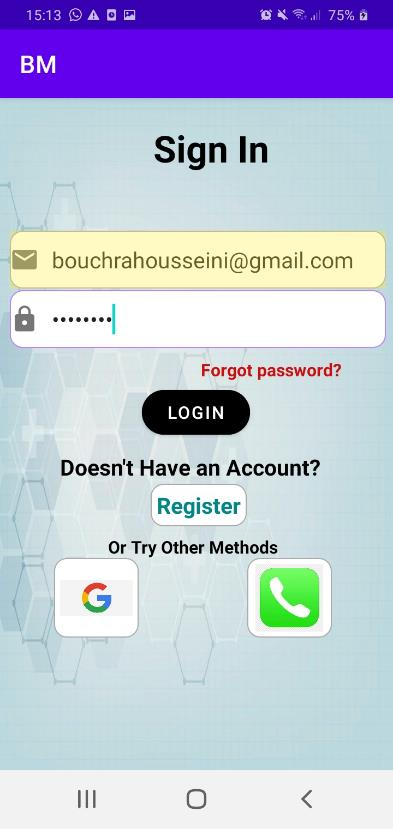 15:13 75%
BM
Sign In
bouchrahousseini@gmail.com
••••••••
Forgot password?
LOGIN
Doesn't Have an Account?
Register
Or Try Other Methods
G